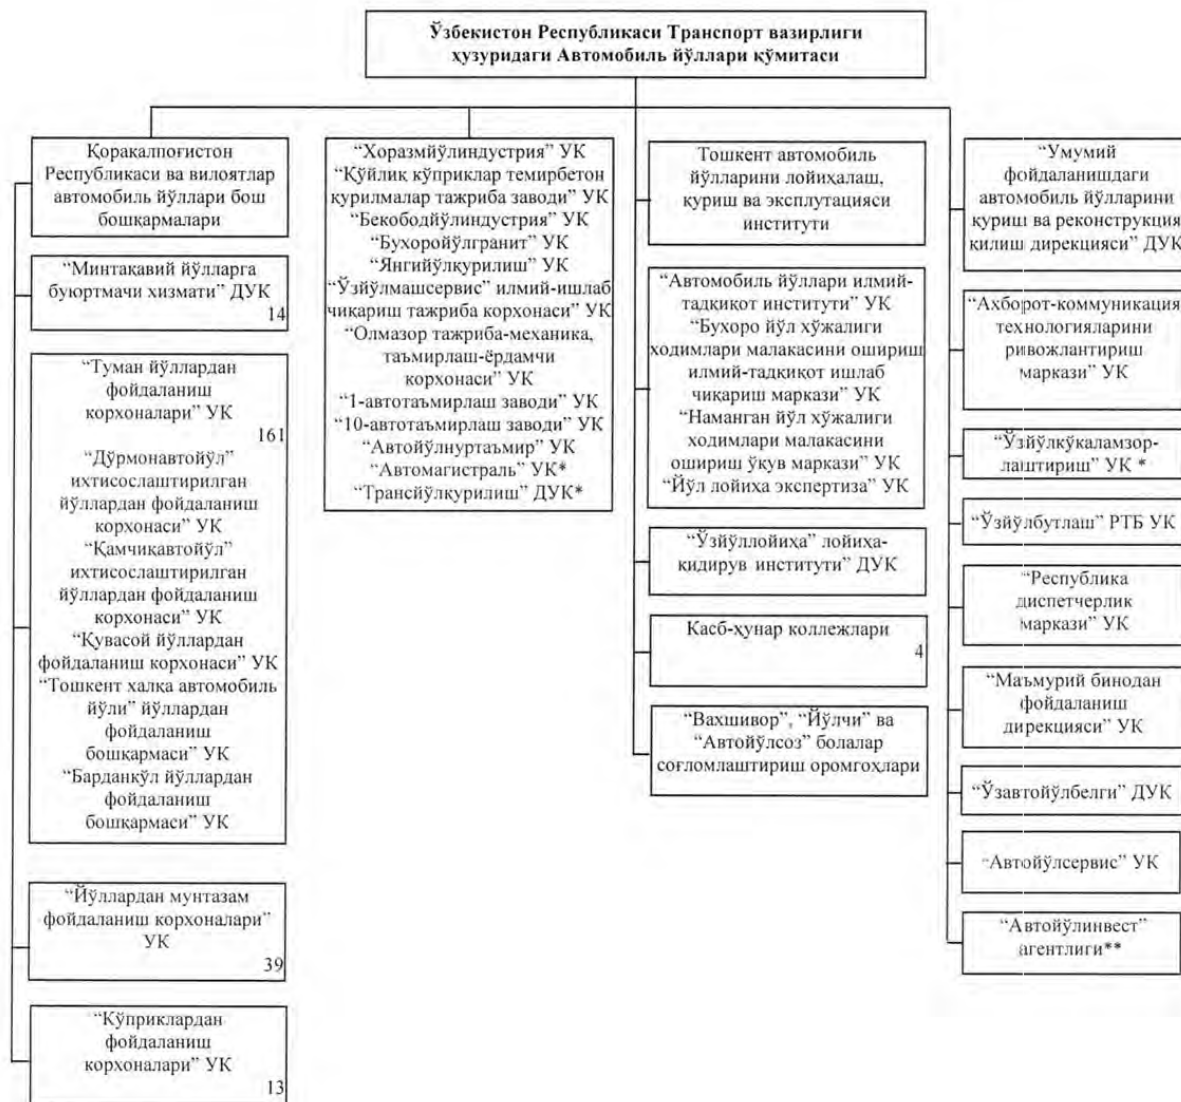 Ўзбекистон Республикаси Транспорт вазирлиги
ҳузуридаги Автомобиль йўллари қўмитаси
Қорақалпоғистон
Республикаси ва вилоятлар
автомобиль йўллари бош
бошқармалари
“Минтақавий йўлларга
буюртмачи хизмати” ДУК
14
“Туман йўллардан
фойдаланиш
корхоналари” УК
161
“Дўрмонавтойўл”
ихтисослаштирилган
йўллардан фойдаланиш
корхонаси” УК
“Қамчиқавтойўл”
ихтисослаштирилган
йўллардан фойдаланиш
корхонаси” УК
“Қувасой йўллардан
фойдаланиш корхонаси” УК
“Тошкент халқа автомобиль
йўли” йўллардан
фойдаланиш
бошқармаси” УК
“Барданкўл йўллардан
фойдаланиш
бошқармаси” УК
“Йўллардан мунтазам
фойдаланиш корхоналари”
УК
39
“Кўприклардан
фойдаланиш
корхоналари” УК
13
“Хоразмйўлиндустрия” УК
“Қўйлиқ кўприклар темирбетон
қурилмалар тажриба заводи” УК
“Бекободйўлиндустрия” УК
“Бухоройўлгранит” УК
“Янгийўлқурилиш” УК
“Ўзйўлмашсервис” илмий-ишлаб
чиқариш тажриба корхонаси” УК
“Олмазор тажриба-механика,
таъмирлаш-ёрдамчи
корхонаси” УК
“1-автотаъмирлаш заводи” УК
“10-автотаъмирлаш заводи” УК
“Автойўлнуртаъмир” УК
“Автомагистраль” УК*
“Трансйўлқурилиш” ДУК*
Тошкент автомобиль
йўлларини лойиҳалаш,
қуриш ва эксплутацияси
институти
“Автомобиль йўллари илмий-
тадқиқот институти” УК
“Бухоро йўл хўжалиги
ходимлари малакасини ошириш
илмий-тадқиқот ишлаб
чиқариш маркази” УК
“Наманган йўл хўжалиги
ходимлари малакасини
ошириш ўқув маркази” УК
“Йўл лойиҳа экспертиза” УК
“Ўзйўллойиҳа” лойиҳа-
қидирув институти” ДУК
Касб-ҳунар коллежлари
4
“Вахшивор”, “Йўлчи” ва
“Автойўлсоз” болалар
соғломлаштириш оромгоҳлари
“Умумий
фойдаланишдаги
автомобиль йўлларини
қуриш ва реконструкция
қилиш дирекцияси” ДУК
“Ахборот-коммуникация
технологияларини
ривожлантириш
маркази” УК
“Ўзйўлкўкаламзор-
лаштириш” УК *
“Ўзйўлбутлаш” РТБ УК
“Республика
диспетчерлик
маркази” УК
“Маъмурий бинодан
фойдаланиш
дирекцияси” УК
“Ўзавтойўлбелги” ДУК
“Автойўлсервис” УК
“Автойўлинвест”
агентлиги**